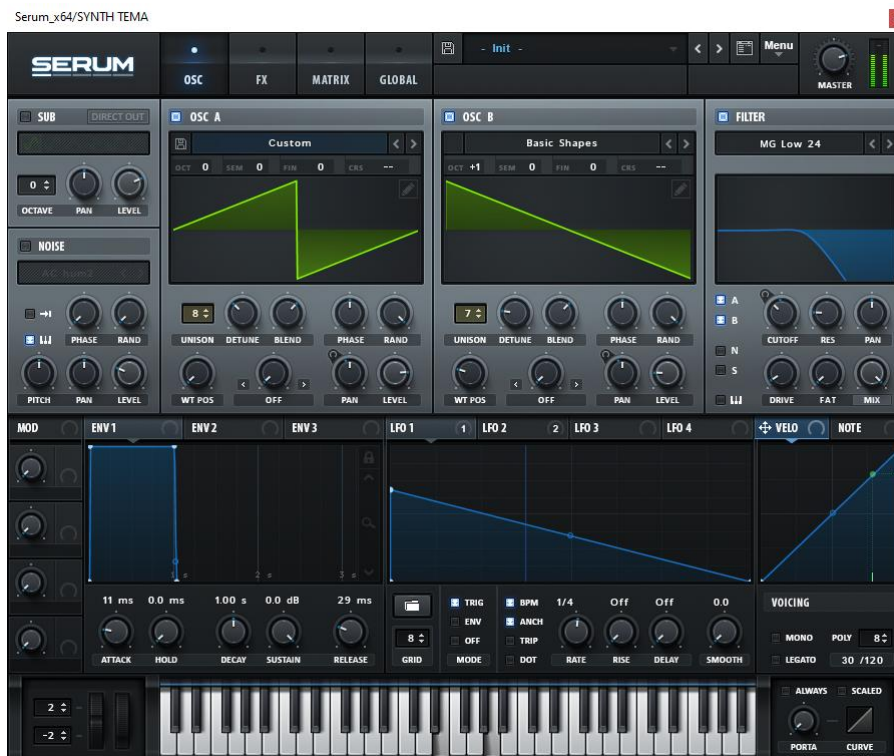 Serum_x64/SYNTH TEMA
SERUM
OSC FX MATRIX GLOBAL
- Init -
Menu
MASTER
SUB DIRECT OUT
OSC A
OSC B
FILTER
Custom
Basic Shapes
MG Low 24
OCT 0 SEM 0 FIN 0 CRS --
OCT +1 SEM 0 FIN 0 CRS --
0
OCTAVE PAN LEVEL
NOISE
AC hum2
8
UNISON DETUNE BLEND PHASE RAND
7
UNISON DETUNE BLEND PHASE RAND
A
B
N
S
CUTOFF RES PAN
PHASE RAND
PITCH PAN LEVEL
WT POS OFF PAN LEVEL
WT POS OFF PAN LEVEL
DRIVE FAT MIX
MOD ENV 1 ENV 2 ENV 3 LFO 1 1 LFO 2 2 LFO 3 LFO 4 VELO NOTE
1 s 2 s 3 s
11 ms 0.0 ms 1.00 s 0.0 dB 29 ms
ATTACK HOLD DECAY SUSTAIN RELEASE
8
GRID
TRIG
ENV
OFF
MODE
BPM
ANCH
TRIP
DOT
1/4 Off Off 0.0
RATE RISE DELAY SMOOTH
VOICING
MONO POLY 8
LEGATO 30 /120
2
-2
ALWAYS SCALED
PORTA CURVE